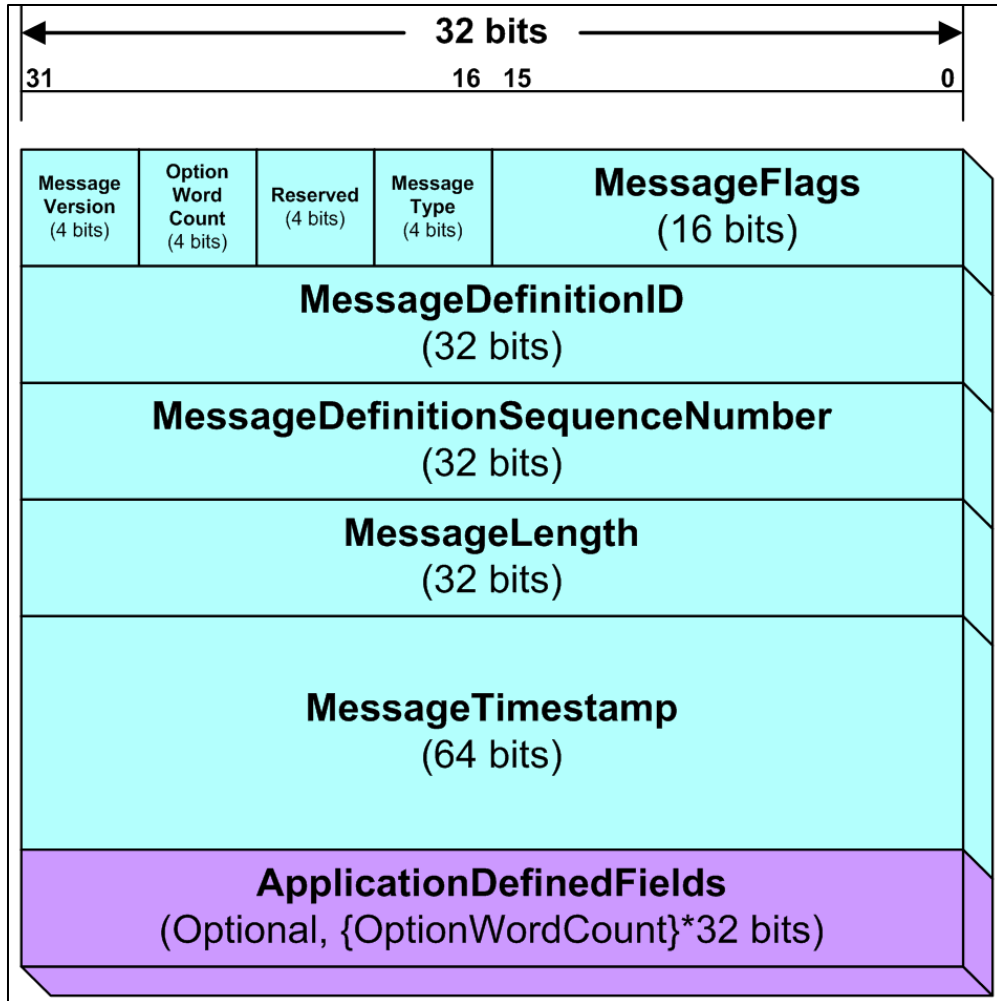 32 bits
31 16 15 0
Message Version (4 bits)
Option Word Count (4 bits)
Reserved (4 bits)
Message Type (4 bits)
MessageFlags
(16 bits)
MessageDefinitionID
(32 bits)
MessageDefinitionSequenceNumber
(32 bits)
MessageLength
(32 bits)
MessageTimestamp
(64 bits)
ApplicationDefinedFields
(Optional, {OptionWordCount}*32 bits)